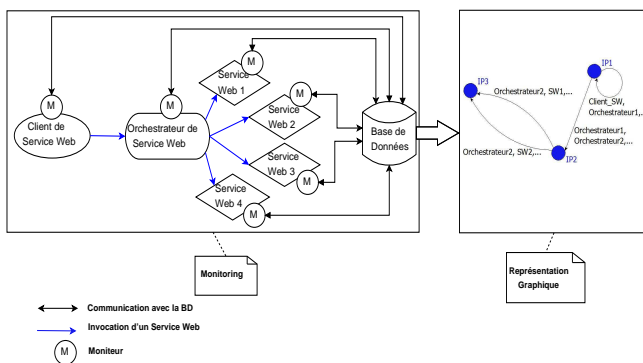 M
M
M
Service
Web 1
M
Service
Web 2
Client de
Service Web
Orchestrateur de
Service Web
Base de
Données
Service
Web 3
M
Service
Web 4
M
IP3
IP1
Orchestrateur2, SW1,...
Client_SW,
Orchestrateur1,..
Orchestrateur1,
Orchestrateur2,...
Orchestrateur2, SW2,...
IP2
Monitoring
Représentation
Graphique
Communication avec la BD
Invocation d'un Service Web
M
Moniteur